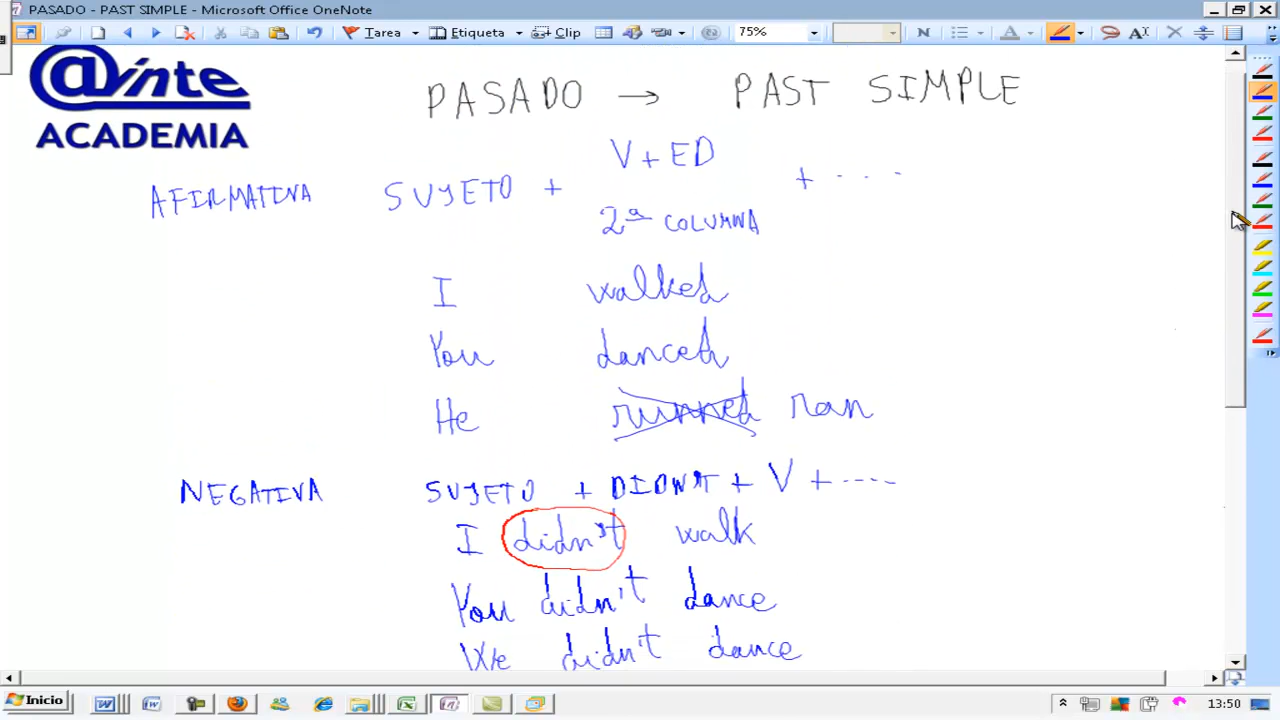 PASADO - PAST SIMPLE - Microsoft Office OneNote
Tarea Etiqueta Clip 75% N A
@inte
ACADEMIA
PASADO → PAST SIMPLE
V + ED
AFIRMATIVA SUJETO + + ....
2ª COLUMNA
I walked
You danced
He runned ran
NEGATIVA SUJETO + DIDN'T + V + ....
I didn't walk
You didn't dance
We didn't dance
Inicio 13:50